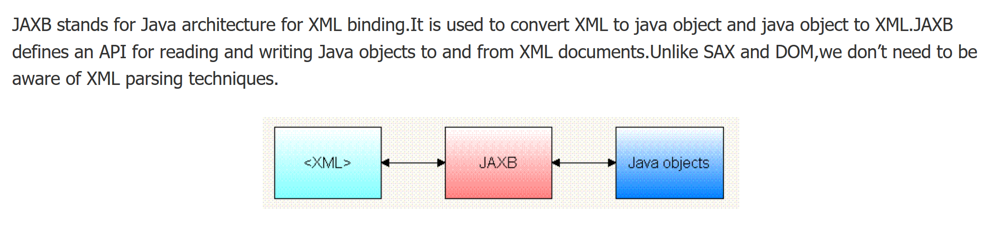 JAXB stands for Java architecture for XML binding.It is used to convert XML to java object and java object to XML.JAXB
defines an API for reading and writing Java objects to and from XML documents.Unlike SAX and DOM,we don’t need to be
aware of XML parsing techniques.
<XML>
JAXB
Java objects